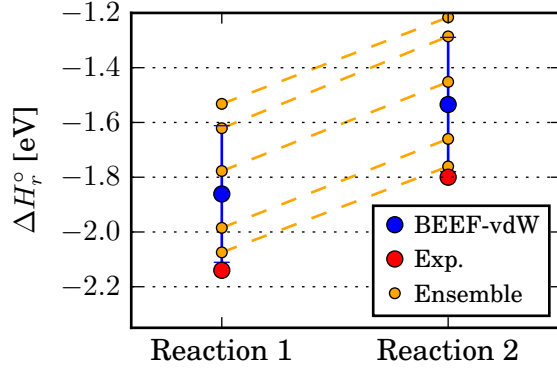 −1.2
−1.4
−1.6
−1.8
−2.0
−2.2
ΔH°r [eV]
BEEF-vdW
Exp.
Ensemble
Reaction 1
Reaction 2